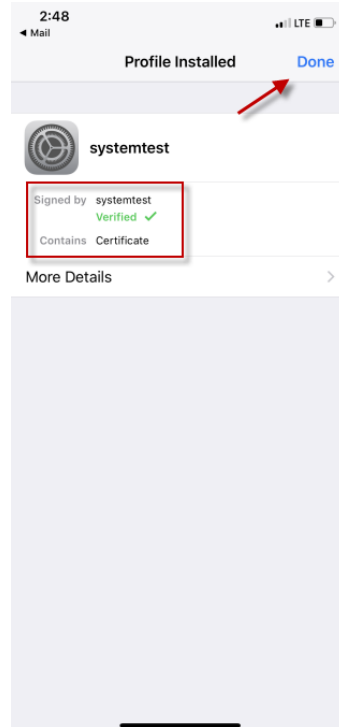 2:48
LTE
◀ Mail
Profile Installed Done
systemtest
Signed by systemtest
Verified ✓
Contains Certificate
More Details